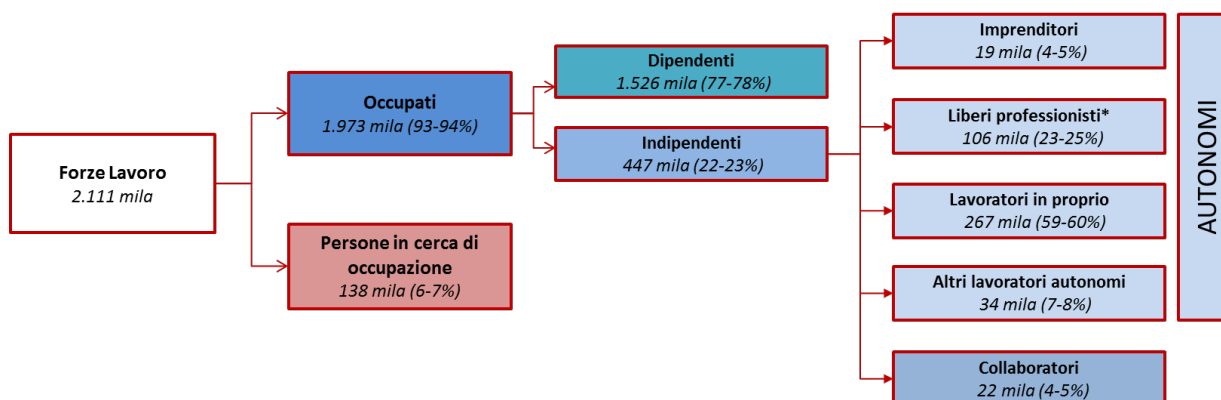 Forze Lavoro
2.111 mila
Occupati
1.973 mila (93-94%)
Persone in cerca di
occupazione
138 mila (6-7%)
Dipendenti
1.526 mila (77-78%)
Indipendenti
447 mila (22-23%)
Imprenditori
19 mila (4-5%)
Liberi professionisti*
106 mila (23-25%)
Lavoratori in proprio
267 mila (59-60%)
Altri lavoratori autonomi
34 mila (7-8%)
Collaboratori
22 mila (4-5%)
AUTONOMI